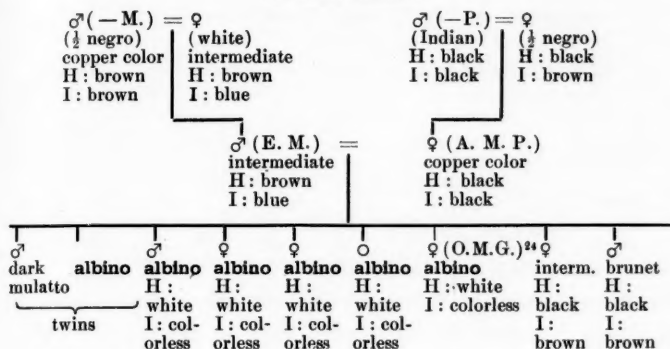 ♂ (— M.) = ♀ ♂ (—P.) = ♀
(½ negro) (white) (Indian) (½ negro)
copper color intermediate H : black H : black
H : brown H : brown I : black I : brown
I : brown I : blue
♂ (E. M.) = ♀ (A. M. P.)
intermediate copper color
H : brown H : black
I : blue I : black
♂ ♂ ♀ ♀ ○ ♀ (O.M.G.)²⁴ ♀ ♂
dark albino albino albino albino albino albino interm. brunet
mulatto H : H : H : H : H : white H : H :
white white white white I : colorless black black
twins I : col- I : col- I : col- I : col- I : I :
orless orless orless orless brown brown